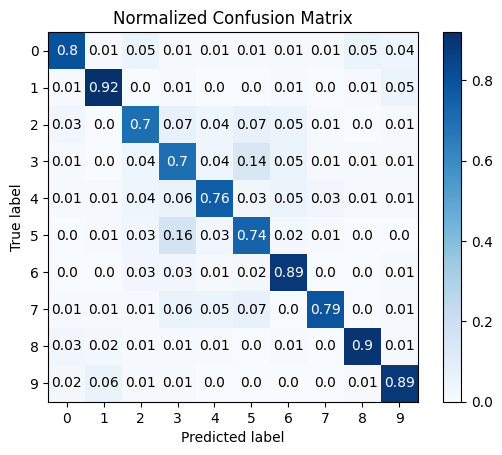 Normalized Confusion Matrix
0 0.8 0.01 0.05 0.01 0.01 0.01 0.01 0.01 0.05 0.04
1 0.01 0.92 0.0 0.01 0.0 0.0 0.01 0.0 0.01 0.05
2 0.03 0.0 0.7 0.07 0.04 0.07 0.05 0.01 0.0 0.01
3 0.01 0.0 0.04 0.7 0.04 0.14 0.05 0.01 0.01 0.01
4 0.01 0.01 0.04 0.06 0.76 0.03 0.05 0.03 0.01 0.01
5 0.0 0.01 0.03 0.16 0.03 0.74 0.02 0.01 0.0 0.0
6 0.0 0.0 0.03 0.03 0.01 0.02 0.89 0.0 0.0 0.01
7 0.01 0.01 0.01 0.06 0.05 0.07 0.0 0.79 0.0 0.01
8 0.03 0.02 0.01 0.01 0.01 0.0 0.01 0.0 0.9 0.01
9 0.02 0.06 0.01 0.01 0.0 0.0 0.0 0.0 0.01 0.89
0 1 2 3 4 5 6 7 8 9
Predicted label
True label
0.8
0.6
0.4
0.2
0.0